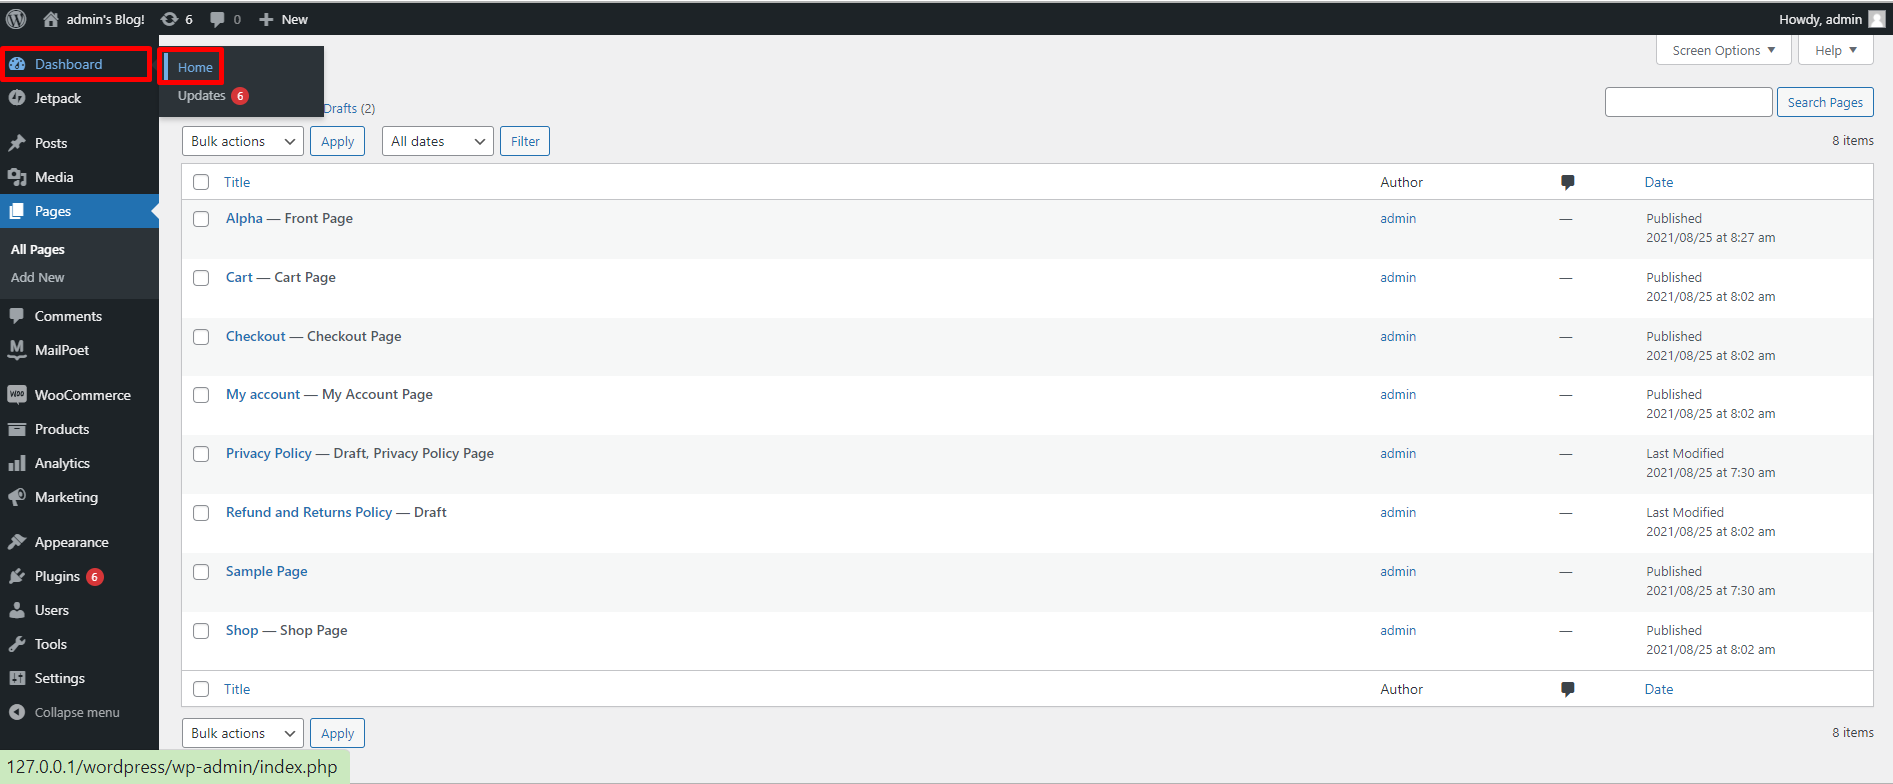 admin's Blog! 6 0 New Howdy, admin
Dashboard
Home
Updates 6
Screen Options Help
Jetpack
Drafts (2)
Search Pages
Posts
Bulk actions Apply All dates Filter 8 items
Media
Title Author Date
Pages
Alpha — Front Page admin — Published
2021/08/25 at 8:27 am
All Pages
Add New
Cart — Cart Page admin — Published
2021/08/25 at 8:02 am
Comments
Checkout — Checkout Page admin — Published
2021/08/25 at 8:02 am
MailPoet
WOO WooCommerce
My account — My Account Page admin — Published
2021/08/25 at 8:02 am
Products
Privacy Policy — Draft, Privacy Policy Page admin — Last Modified
2021/08/25 at 7:30 am
Analytics
Marketing
Refund and Returns Policy — Draft admin — Last Modified
2021/08/25 at 8:02 am
Appearance
Sample Page admin — Published
2021/08/25 at 7:30 am
Plugins 6
Users
Shop — Shop Page admin — Published
2021/08/25 at 8:02 am
Tools
Settings
Title Author Date
Collapse menu
Bulk actions Apply 8 items
127.0.0.1/wordpress/wp-admin/index.php